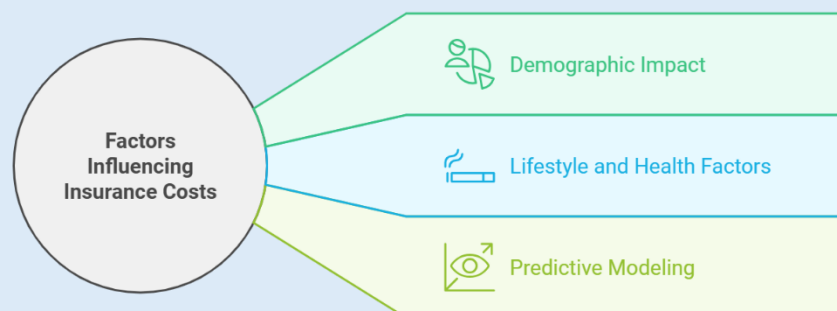 Factors
Influencing
Insurance Costs
Demographic Impact
Lifestyle and Health Factors
Predictive Modeling